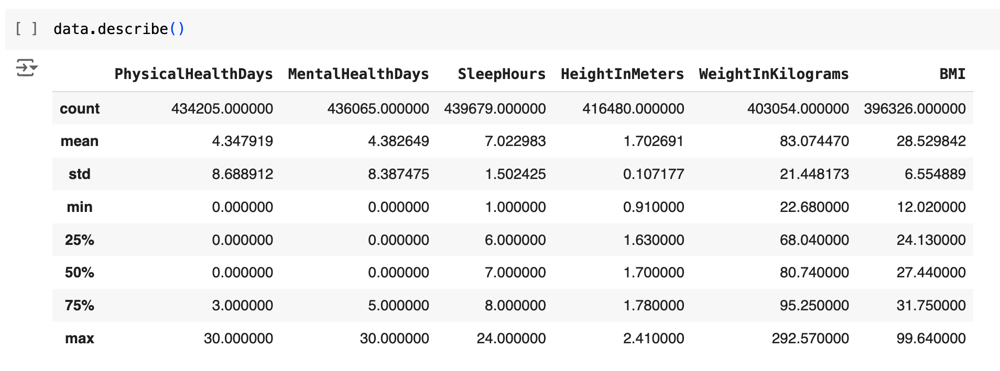 [ ] data.describe()
PhysicalHealthDays MentalHealthDays SleepHours HeightInMeters WeightInKilograms BMI
count 434205.000000 436065.000000 439679.000000 416480.000000 403054.000000 396326.000000
mean 4.347919 4.382649 7.022983 1.702691 83.074470 28.529842
std 8.688912 8.387475 1.502425 0.107177 21.448173 6.554889
min 0.000000 0.000000 1.000000 0.910000 22.680000 12.020000
25% 0.000000 0.000000 6.000000 1.630000 68.040000 24.130000
50% 0.000000 0.000000 7.000000 1.700000 80.740000 27.440000
75% 3.000000 5.000000 8.000000 1.780000 95.250000 31.750000
max 30.000000 30.000000 24.000000 2.410000 292.570000 99.640000